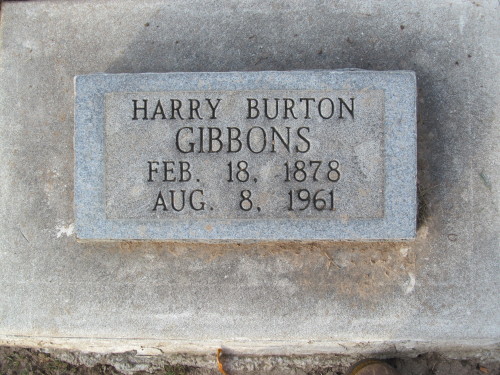 HARRY BURTON
GIBBONS
FEB. 18, 1878
AUG. 8, 1961